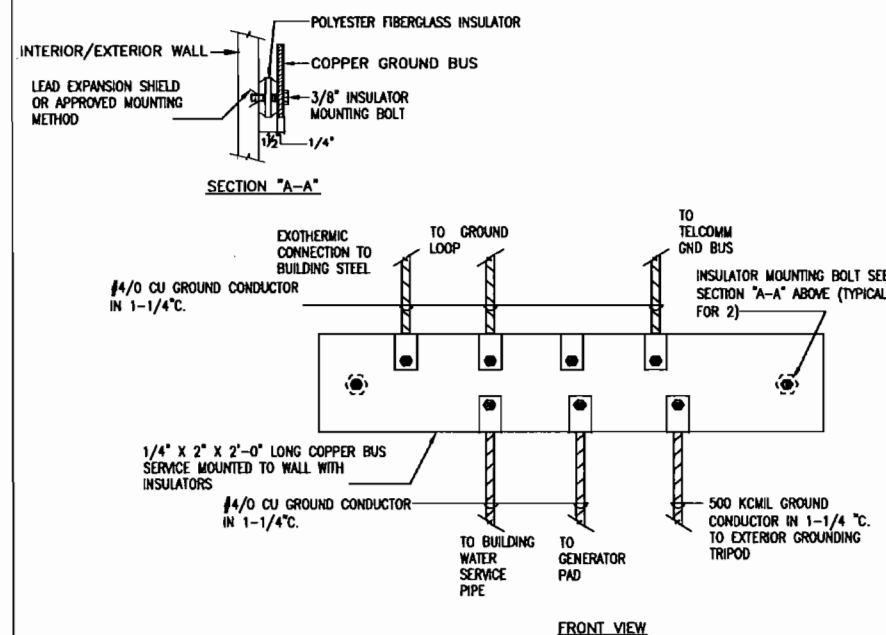 POLYESTER FIBERGLASS INSULATOR
INTERIOR/EXTERIOR WALL
COPPER GROUND BUS
LEAD EXPANSION SHIELD
OR APPROVED MOUNTING
METHOD
3/8" INSULATOR
MOUNTING BOLT
1½"
1/4"
SECTION "A-A"
EXOTHERMIC
CONNECTION TO
BUILDING STEEL
TO GROUND
LOOP
TO
TELCOMM
GND BUS
#4/0 CU GROUND CONDUCTOR
IN 1-1/4"C.
INSULATOR MOUNTING BOLT SEE
SECTION "A-A" ABOVE (TYPICAL
FOR 2)
1/4" X 2" X 2'-0" LONG COPPER BUS
SERVICE MOUNTED TO WALL WITH
INSULATORS
#4/0 CU GROUND CONDUCTOR
IN 1-1/4"C.
500 KCMIL GROUND
CONDUCTOR IN 1-1/4 "C.
TO EXTERIOR GROUNDING
TRIPOD
TO BUILDING
WATER
SERVICE
PIPE
TO
GENERATOR
PAD
FRONT VIEW